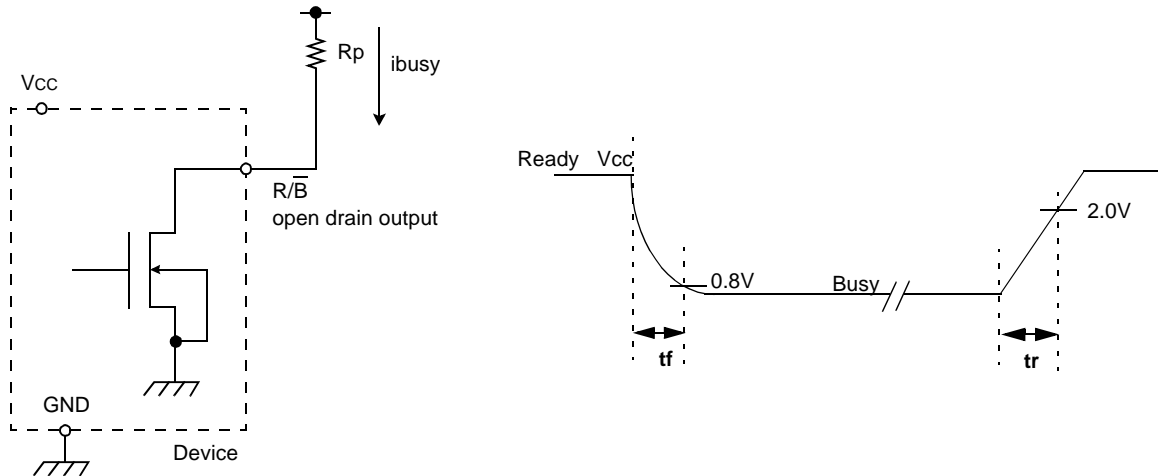 Rp
ibusy
VCC
R/B̅
open drain output
GND
Device
Ready Vcc
2.0V
0.8V
Busy
tf
tr